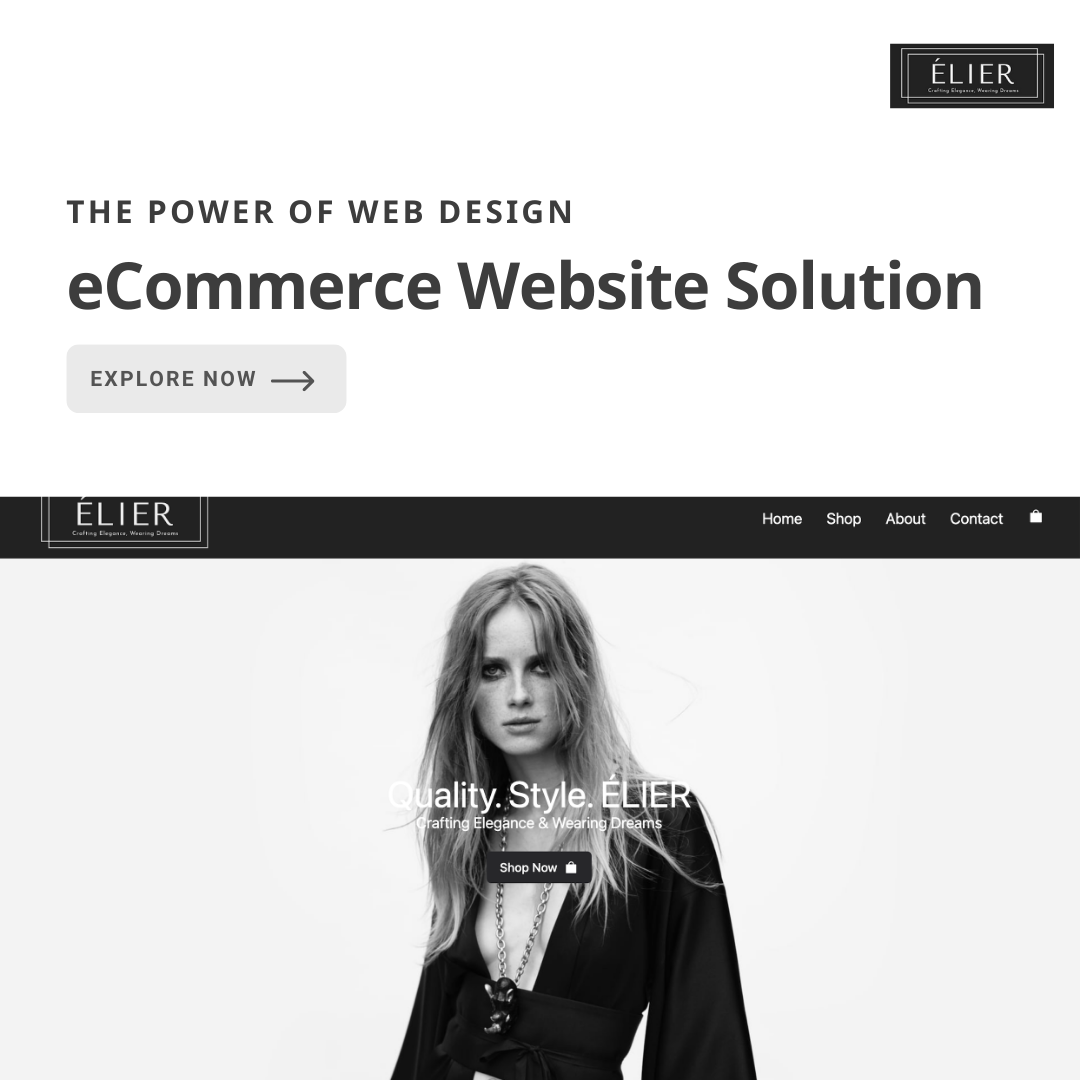 ÉLIER
Crafting Elegance, Wearing Dreams
THE POWER OF WEB DESIGN
eCommerce Website Solution
EXPLORE NOW
ÉLIER
Crafting Elegance, Wearing Dreams
Home Shop About Contact
Quality. Style. ÉLIER
Crafting Elegance & Wearing Dreams
Shop Now